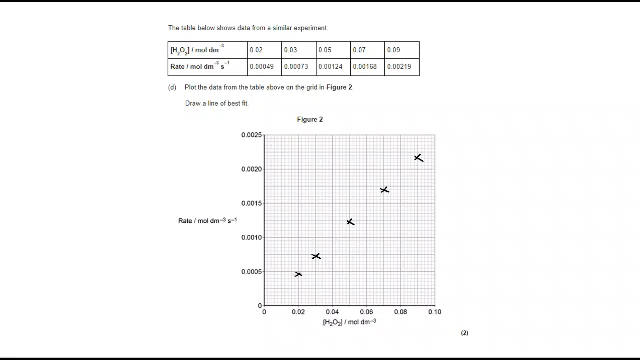 The table below shows data from a similar experiment.
[H₂O₂] / mol dm⁻³ 0.02 0.03 0.05 0.07 0.09
Rate / mol dm⁻³ s⁻¹ 0.00049 0.00073 0.00124 0.00168 0.00219
(d) Plot the data from the table above on the grid in Figure 2.
Draw a line of best fit.
Figure 2
0.0025
0.0020
0.0015
Rate / mol dm⁻³ s⁻¹
0.0010
0.0005
0
0 0.02 0.04 0.06 0.08 0.10
[H₂O₂] / mol dm⁻³
(2)